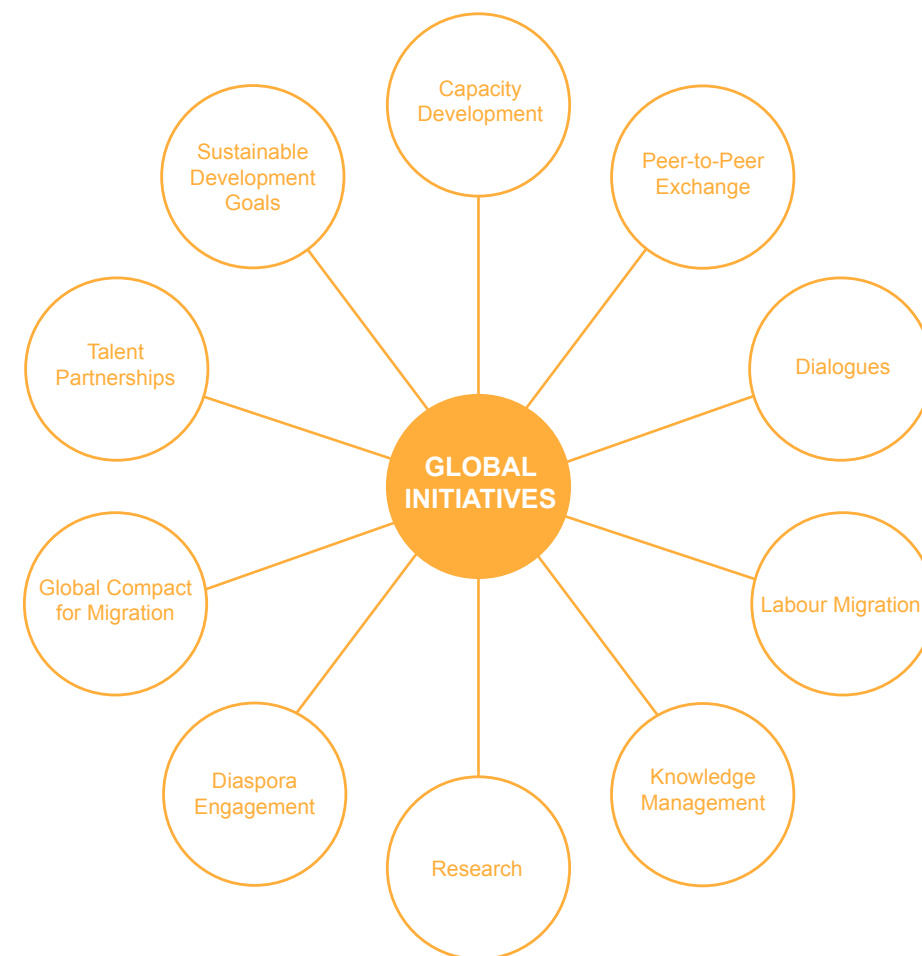 Capacity
Development
Peer-to-Peer
Exchange
Sustainable
Development
Goals
Talent
Partnerships
Dialogues
GLOBAL
INITIATIVES
Global Compact
for Migration
Labour Migration
Diaspora
Engagement
Knowledge
Management
Research